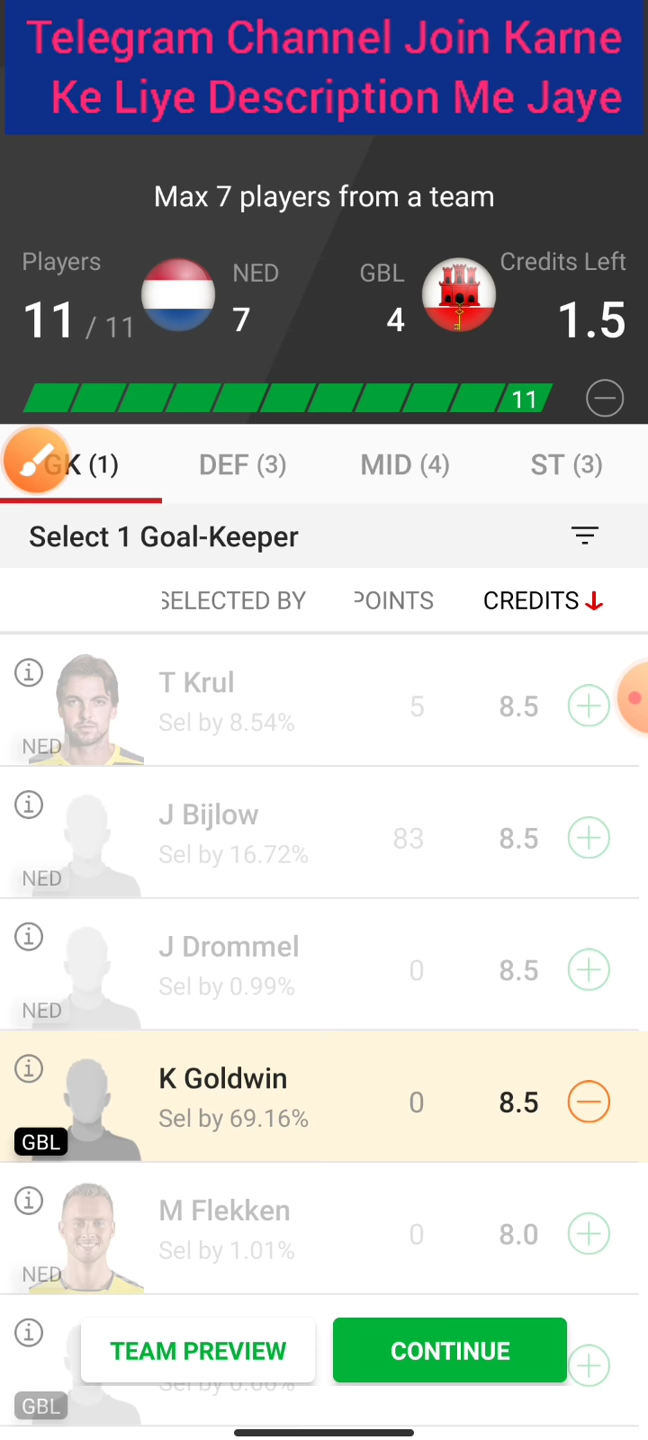 Telegram Channel Join Karne
Ke Liye Description Me Jaye
Max 7 players from a team
Players NED GBL Credits Left
11 / 11 7 4 1.5
11
GK (1) DEF (3) MID (4) ST (3)
Select 1 Goal-Keeper
SELECTED BY POINTS CREDITS
T Krul
5 8.5
Sel by 8.54%
NED
J Bijlow
83 8.5
Sel by 16.72%
NED
J Drommel
0 8.5
Sel by 0.99%
NED
K Goldwin
0 8.5
Sel by 69.16%
GBL
M Flekken
0 8.0
Sel by 1.01%
NED
TEAM PREVIEW CONTINUE
GBL